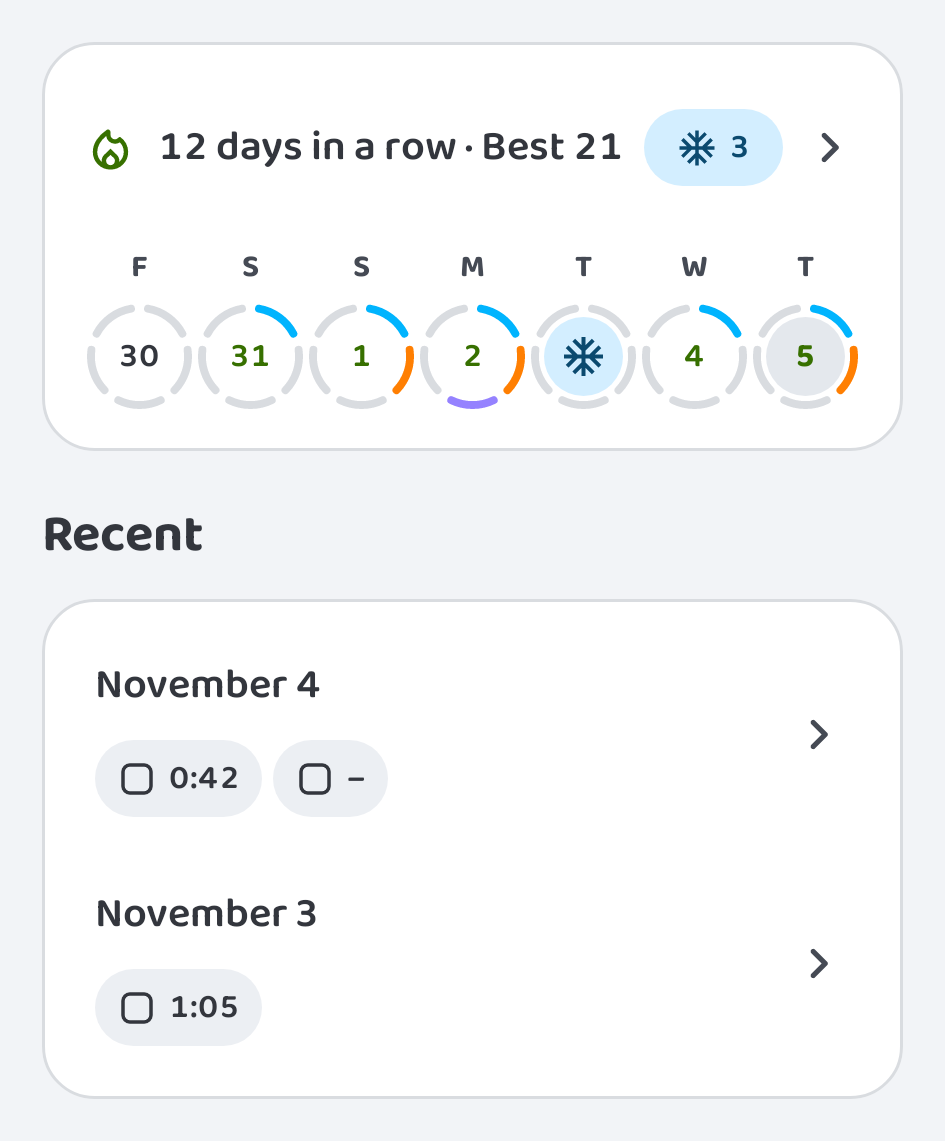 12 days in a row · Best 21 3
F S S M T W T
30 31 1 2 4 5
Recent
November 4
0:42 –
November 3
1:05